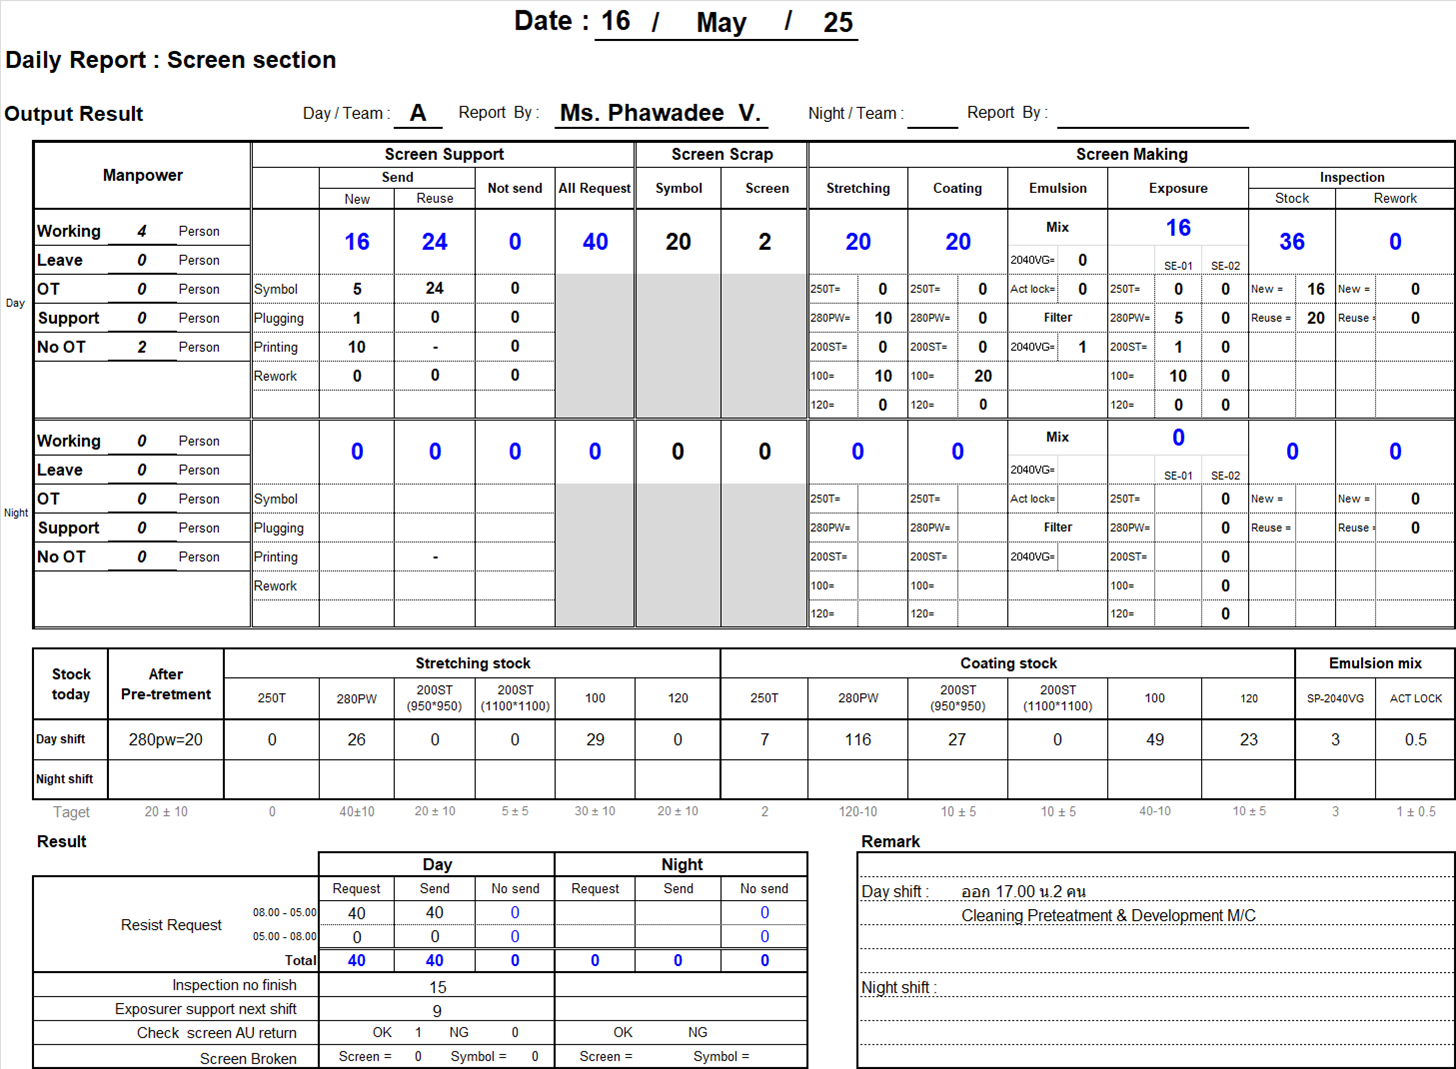 Date : 16 / May / 25
Daily Report : Screen section
Output Result Day / Team : A Report By : Ms. Phawadee V. Night / Team : Report By :
Manpower Screen Support Screen Scrap Screen Making
Send Not send All Request Symbol Screen Stretching Coating Emulsion Exposure Inspection
New Reuse Stock Rework
Day
Working 4 Person 16 24 0 40 20 2 20 20 Mix 16 36 0
Leave 0 Person 2040VG= 0 SE-01 SE-02
OT 0 Person Symbol 5 24 0 250T= 0 250T= 0 Act lock= 0 250T= 0 0 New = 16 New = 0
Support 0 Person Plugging 1 0 0 280PW= 10 280PW= 0 Filter 280PW= 5 0 Reuse = 20 Reuse = 0
No OT 2 Person Printing 10 - 0 200ST= 0 200ST= 0 2040VG= 1 200ST= 1 0
Rework 0 0 0 100= 10 100= 20 100= 10 0
120= 0 120= 0 120= 0 0
Night
Working 0 Person 0 0 0 0 0 0 0 0 Mix 0 0 0
Leave 0 Person 2040VG= SE-01 SE-02
OT 0 Person Symbol 250T= 250T= Act lock= 250T= 0 New = New = 0
Support 0 Person Plugging 280PW= 280PW= Filter 280PW= 0 Reuse = Reuse = 0
No OT 0 Person Printing - 200ST= 200ST= 2040VG= 200ST= 0
Rework 100= 100= 100= 0
120= 120= 120= 0
Stock today After Pre-tretment Stretching stock Coating stock Emulsion mix
250T 280PW 200ST (950*950) 200ST (1100*1100) 100 120 250T 280PW 200ST (950*950) 200ST (1100*1100) 100 120 SP-2040VG ACT LOCK
Day shift 280pw=20 0 26 0 0 29 0 7 116 27 0 49 23 3 0.5
Night shift
Taget 20 ± 10 0 40±10 20 ± 10 5 ± 5 30 ± 10 20 ± 10 2 120-10 10 ± 5 10 ± 5 40-10 10 ± 5 3 1 ± 0.5
Result
Day Night
Request Send No send Request Send No send
Resist Request 08.00 - 05.00 40 40 0 0
05.00 - 08.00 0 0 0 0
Total 40 40 0 0 0 0
Inspection no finish 15
Exposurer support next shift 9
Check screen AU return OK 1 NG 0 OK NG
Screen Broken Screen = 0 Symbol = 0 Screen = Symbol =
Remark
Day shift : ออก 17.00 น.2 คน
Cleaning Preteatment & Development M/C
Night shift :